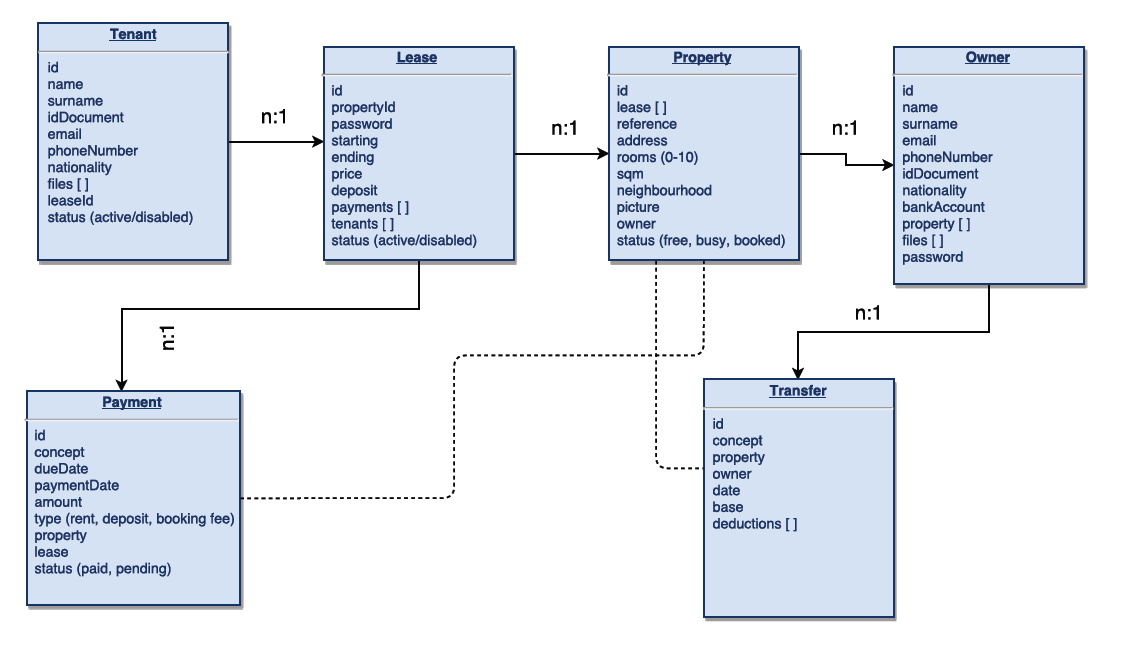 Tenant
id
name
surname
idDocument
email
phoneNumber
nationality
files [ ]
leaseId
status (active/disabled)
n:1
Lease
id
propertyId
password
starting
ending
price
deposit
payments [ ]
tenants [ ]
status (active/disabled)
n:1
Property
id
lease [ ]
reference
address
rooms (0-10)
sqm
neighbourhood
picture
owner
status (free, busy, booked)
n:1
Owner
id
name
surname
email
phoneNumber
idDocument
nationality
bankAccount
property [ ]
files [ ]
password
n:1
n:1
Payment
id
concept
dueDate
paymentDate
amount
type (rent, deposit, booking fee)
property
lease
status (paid, pending)
Transfer
id
concept
property
owner
date
base
deductions [ ]